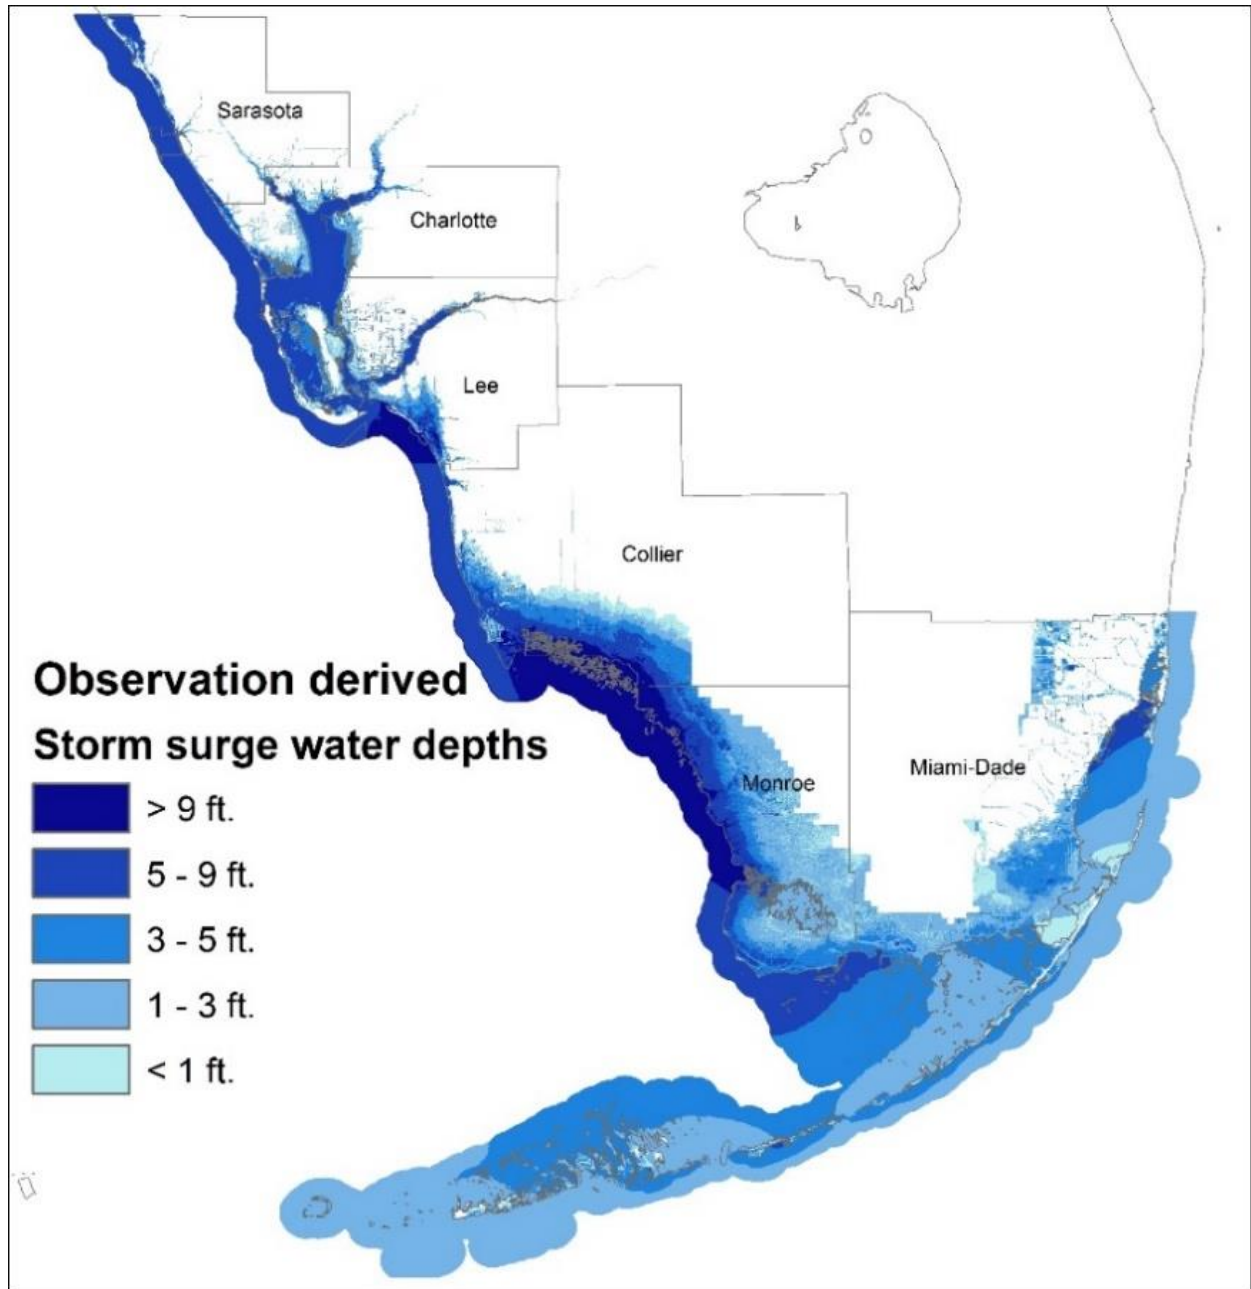 Sarasota
Charlotte
Lee
Collier
Monroe
Miami-Dade
Observation derived
Storm surge water depths
> 9 ft.
5 - 9 ft.
3 - 5 ft.
1 - 3 ft.
< 1 ft.